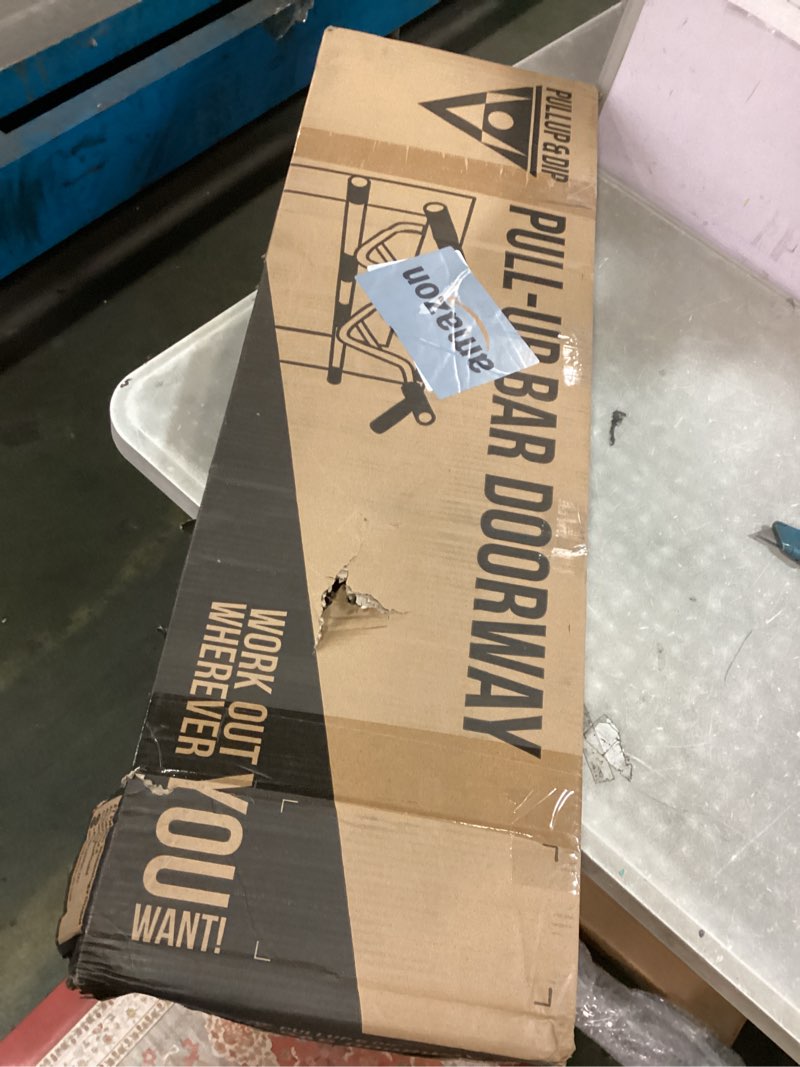 PULLUP & DIP
PULL-UP BAR DOORWAY
amazon
WORK OUT
WHEREVER
YOU
WANT!